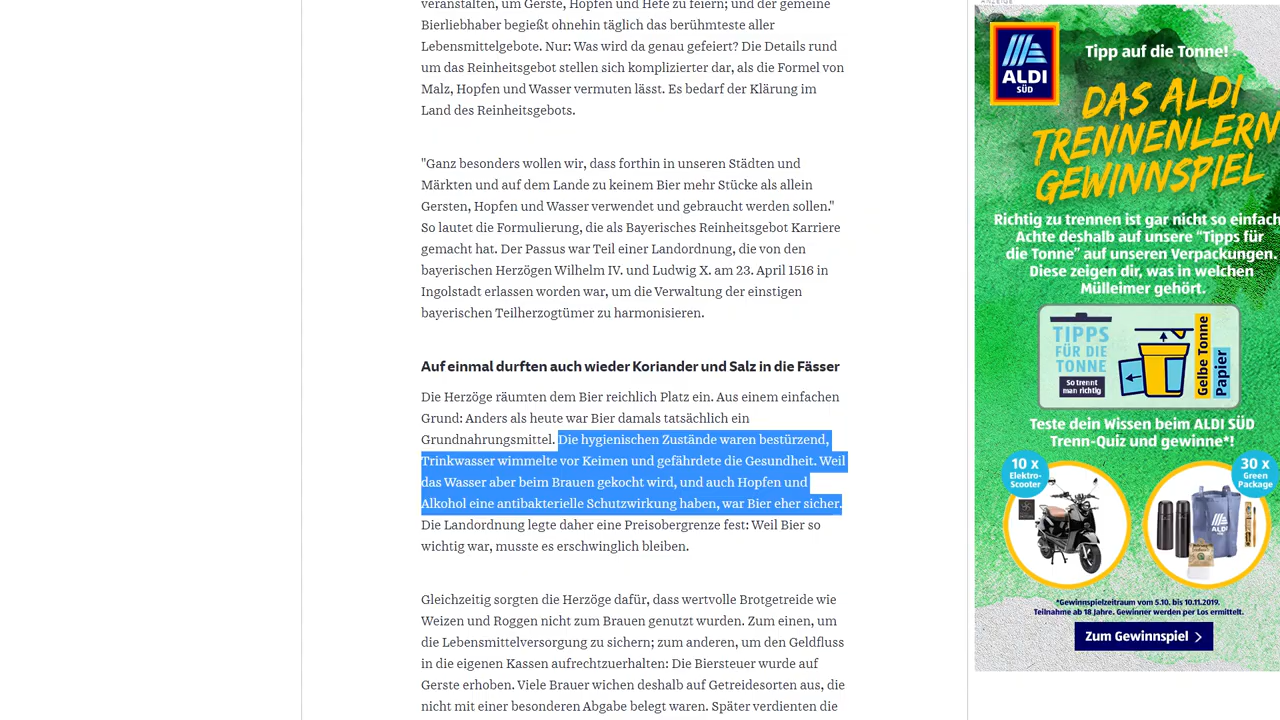 veranstalten, um Gerste, Hopfen und Hefe zu feiern; und der gemeine
Bierliebhaber begießt ohnehin täglich das berühmteste aller
Lebensmittelgebote. Nur: Was wird da genau gefeiert? Die Details rund
um das Reinheitsgebot stellen sich komplizierter dar, als die Formel von
Malz, Hopfen und Wasser vermuten lässt. Es bedarf der Klärung im
Land des Reinheitsgebots.
"Ganz besonders wollen wir, dass forthin in unseren Städten und
Märkten und auf dem Lande zu keinem Bier mehr Stücke als allein
Gersten, Hopfen und Wasser verwendet und gebraucht werden sollen."
So lautet die Formulierung, die als Bayerisches Reinheitsgebot Karriere
gemacht hat. Der Passus war Teil einer Landordnung, die von den
bayerischen Herzögen Wilhelm IV. und Ludwig X. am 23. April 1516 in
Ingolstadt erlassen worden war, um die Verwaltung der einstigen
bayerischen Teilherzogtümer zu harmonisieren.
Auf einmal durften auch wieder Koriander und Salz in die Fässer
Die Herzöge räumten dem Bier reichlich Platz ein. Aus einem einfachen
Grund: Anders als heute war Bier damals tatsächlich ein
Grundnahrungsmittel. Die hygienischen Zustände waren bestürzend,
Trinkwasser wimmelte vor Keimen und gefährdete die Gesundheit. Weil
das Wasser aber beim Brauen gekocht wird, und auch Hopfen und
Alkohol eine antibakterielle Schutzwirkung haben, war Bier eher sicher.
Die Landordnung legte daher eine Preisobergrenze fest: Weil Bier so
wichtig war, musste es erschwinglich bleiben.
Gleichzeitig sorgten die Herzöge dafür, dass wertvolle Brotgetreide wie
Weizen und Roggen nicht zum Brauen genutzt wurden. Zum einen, um
die Lebensmittelversorgung zu sichern; zum anderen, um den Geldfluss
in die eigenen Kassen aufrechtzuerhalten: Die Biersteuer wurde auf
Gerste erhoben. Viele Brauer wichen deshalb auf Getreidesorten aus, die
nicht mit einer besonderen Abgabe belegt waren. Später verdienten die
ANZEIGE
ALDI
SÜD
Tipp auf die Tonne!
DAS ALDI
TRENNENLERN
GEWINNSPIEL
Richtig zu trennen ist gar nicht so einfach
Achte deshalb auf unsere "Tipps für
die Tonne" auf unseren Verpackungen.
Diese zeigen dir, was in welchen
Mülleimer gehört.
TIPPS
FÜR DIE
TONNE
So trennt
man richtig
Gelbe Tonne
Papier
Teste dein Wissen beim ALDI SÜD
Trenn-Quiz und gewinne*!
10 x
Elektro-
Scooter
30 x
Green
Package
ALDI
*Gewinnspielzeitraum vom 5.10. bis 10.11.2019.
Teilnahme ab 18 Jahre. Gewinner werden per Los ermittelt.
Zum Gewinnspiel